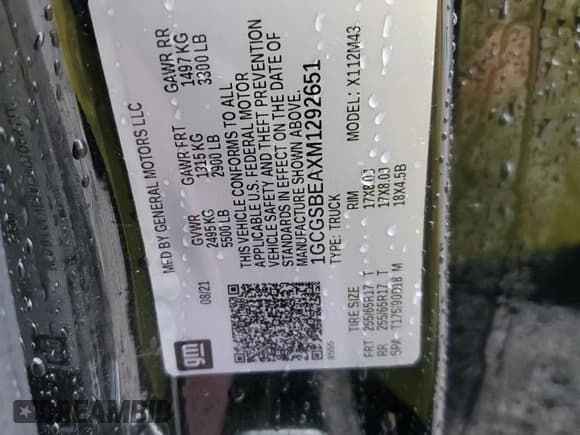 MFD BY GENERAL MOTORS LLC
08/21
GVWR GAWR FRT GAWR RR
2495KG 1315 KG 1497 KG
5500 LB 2900 LB 3300 LB
THIS VEHICLE CONFORMS TO ALL
APPLICABLE U.S. FEDERAL MOTOR
VEHICLE SAFETY AND THEFT PREVENTION
STANDARDS IN EFFECT ON THE DATE OF
MANUFACTURE SHOWN ABOVE.
1GCGSBEAXM1292651
TYPE: TRUCK MODEL: X112M43
gm
#555
TIRE SIZE RIM
FRT 255/65R17 T 17X8.0J
RR 255/65R17 T 17X8.0J
SPA T175/90D18 M 18X4.5B
DREAMBID